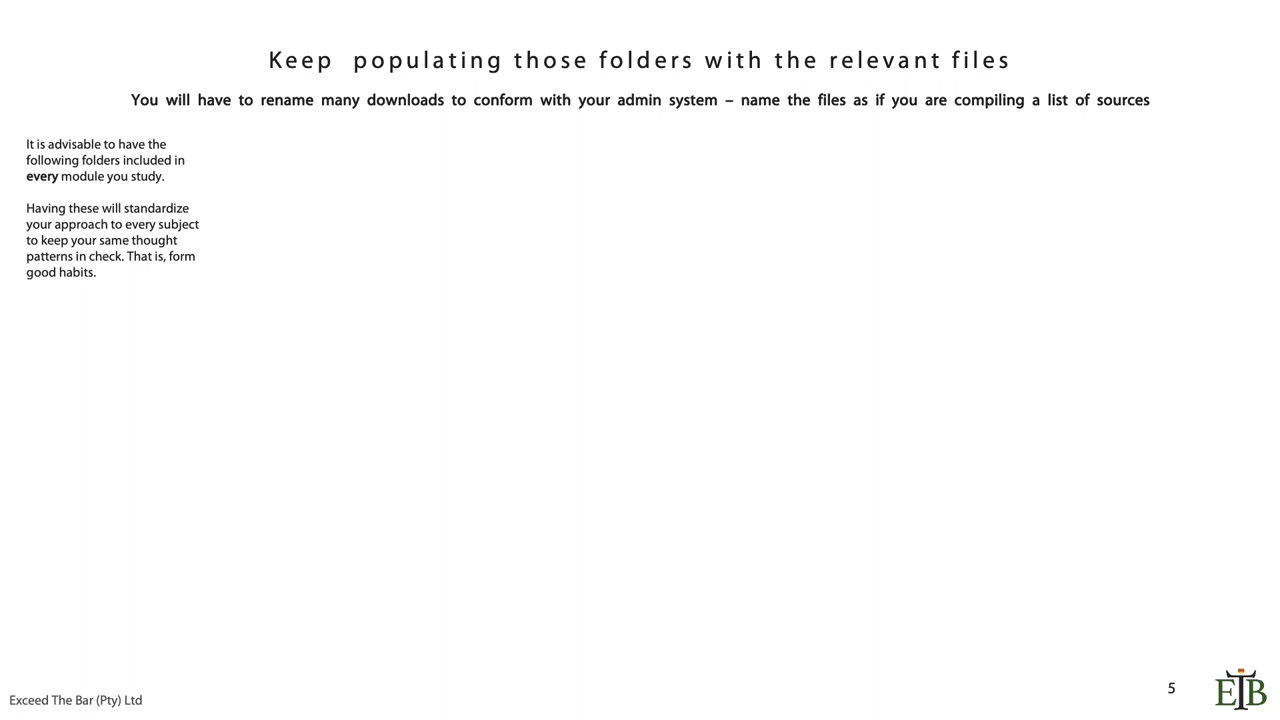 Keep populating those folders with the relevant files
You will have to rename many downloads to conform with your admin system – name the files as if you are compiling a list of sources
It is advisable to have the
following folders included in
every module you study.
Having these will standardize
your approach to every subject
to keep your same thought
patterns in check. That is, form
good habits.
Exceed The Bar (Pty) Ltd
5
ETB